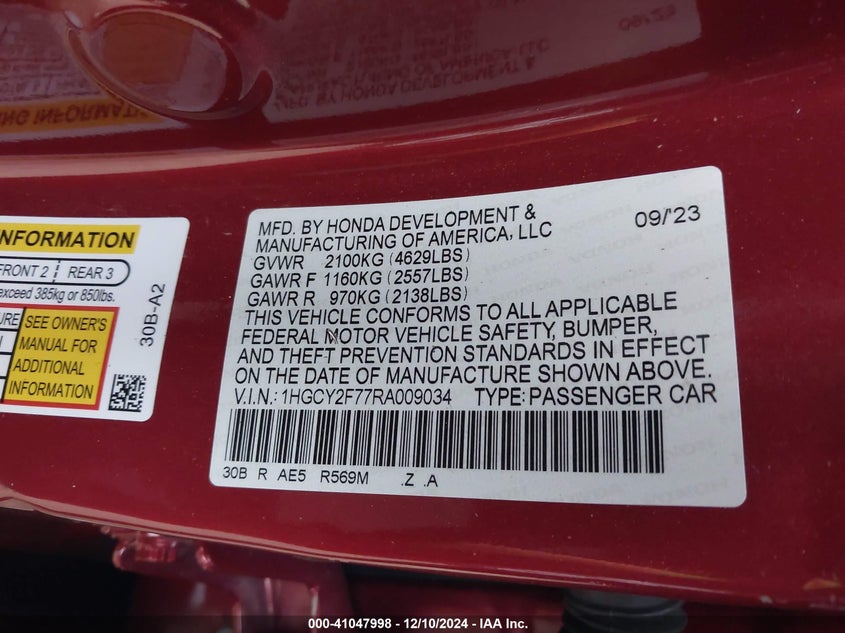 09/'23
MFD. BY HONDA DEVELOPMENT &
MANUFACTURING OF AMERICA, LLC
09/'23
GVWR 2100KG (4629LBS)
GAWR F 1160KG (2557LBS)
GAWR R 970KG (2138LBS)
THIS VEHICLE CONFORMS TO ALL APPLICABLE
FEDERAL MOTOR VEHICLE SAFETY, BUMPER,
AND THEFT PREVENTION STANDARDS IN EFFECT
ON THE DATE OF MANUFACTURE SHOWN ABOVE.
V.I.N.: 1HGCY2F77RA009034 TYPE: PASSENGER CAR
30B R AE5 R569M .Z .A
INFORMATION
FRONT 2 REAR 3
exceed 385kg or 850lbs.
SEE OWNER'S
MANUAL FOR
ADDITIONAL
INFORMATION
30B-A2
000-41047998 - 12/10/2024 - IAA Inc.